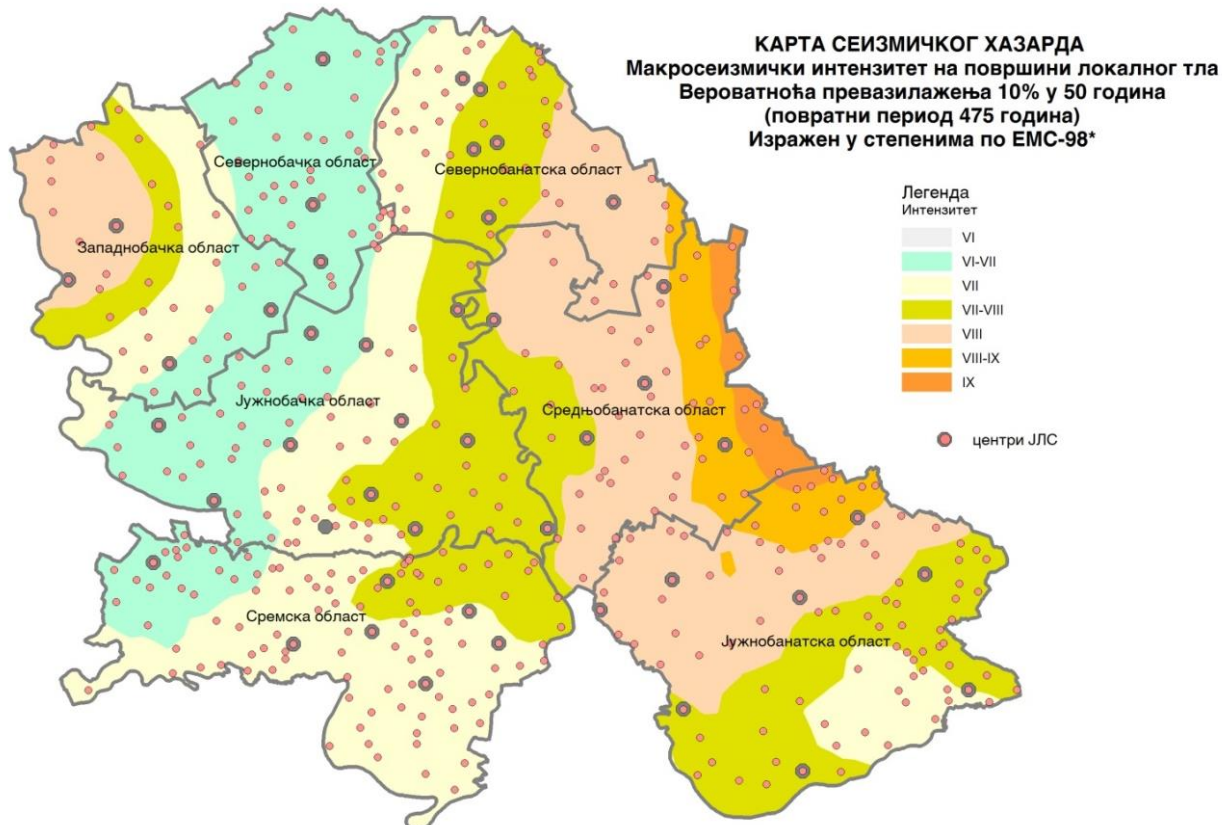 КАРТА СЕИЗМИЧКОГ ХАЗАРДА
Макросеизмички интензитет на површини локалног тла
Вероватноћа превазилажења 10% у 50 година
(повратни период 475 година)
Изражен у степенима по ЕМС-98*
Легенда
Интензитет
VI
VI-VII
VII
VII-VIII
VIII
VIII-IX
IX
центри ЈЛС
Севернобачка област
Севернобанатска област
Западнобачка област
Јужнобачка област
Средњобанатска област
Сремска област
Јужнобанатска област